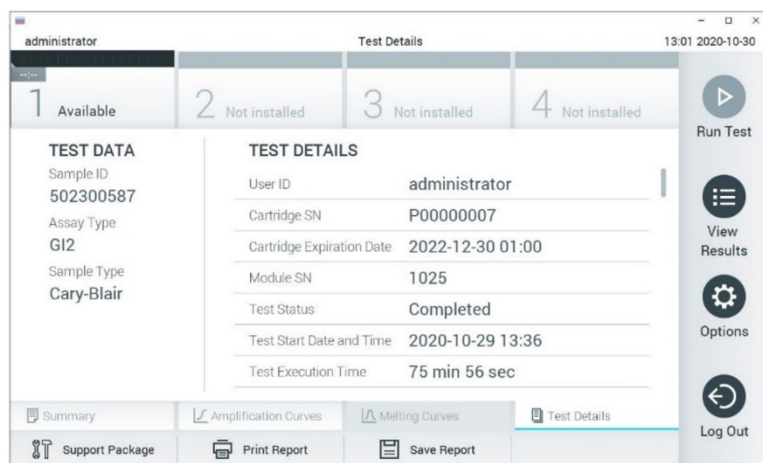 administrator Test Details 13:01 2020-10-30
--:--
1 Available 2 Not installed 3 Not installed 4 Not installed
Run Test
TEST DATA
Sample ID
502300587
Assay Type
GI2
Sample Type
Cary-Blair
TEST DETAILS
User ID administrator
Cartridge SN P00000007
Cartridge Expiration Date 2022-12-30 01:00
Module SN 1025
Test Status Completed
Test Start Date and Time 2020-10-29 13:36
Test Execution Time 75 min 56 sec
View
Results
Options
Log Out
Summary Amplification Curves Melting Curves Test Details
Support Package Print Report Save Report